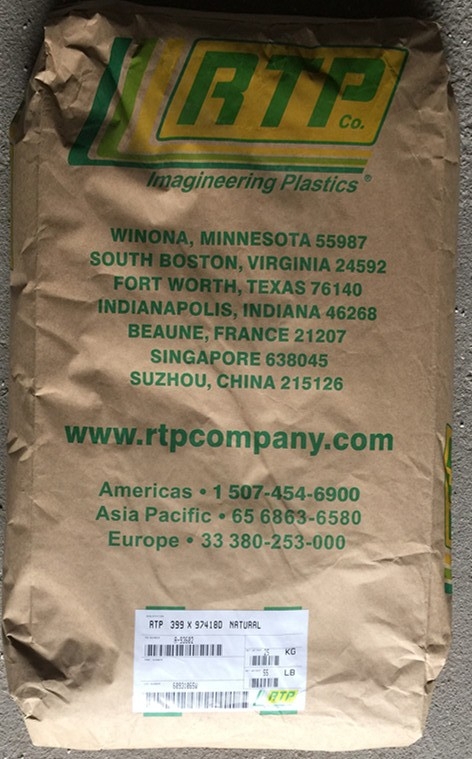 RTP
Co.
Imagineering Plastics®
WINONA, MINNESOTA 55987
SOUTH BOSTON, VIRGINIA 24592
FORT WORTH, TEXAS 76140
INDIANAPOLIS, INDIANA 46268
BEAUNE, FRANCE 21207
SINGAPORE 638045
SUZHOU, CHINA 215126
www.rtpcompany.com
Americas • 1 507-454-6900
Asia Pacific • 65 6863-6580
Europe • 33 380-253-000
RTP 399 X 97418D NATURAL
KG
55 LB
RTP